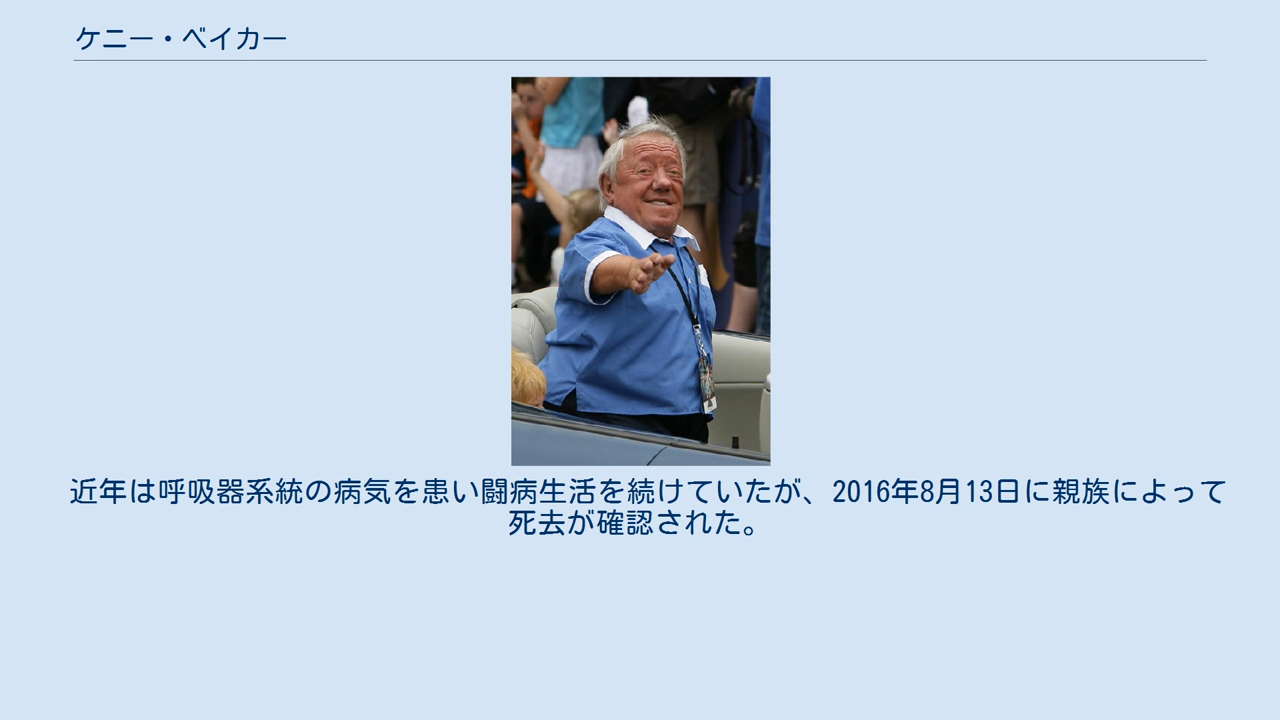 ケニー・ベイカー
近年は呼吸器系統の病気を患い闘病生活を続けていたが、2016年8月13日に親族によって
死去が確認された。